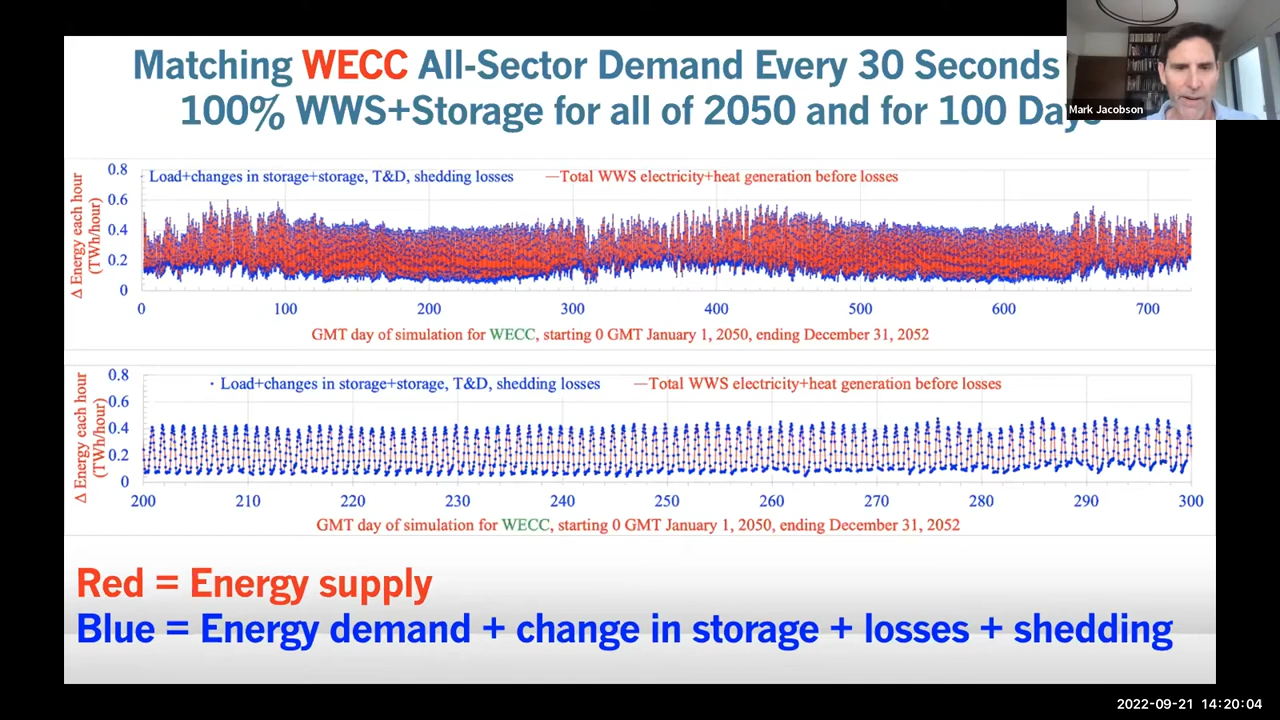 Matching WECC All-Sector Demand Every 30 Seconds
100% WWS+Storage for all of 2050 and for 100 Days
Mark Jacobson
Δ Energy each hour
(TWh/hour)
0.8
0.6
0.4
0.2
0
Load+changes in storage+storage, T&D, shedding losses
—Total WWS electricity+heat generation before losses
0 100 200 300 400 500 600 700
GMT day of simulation for WECC, starting 0 GMT January 1, 2050, ending December 31, 2052
Δ Energy each hour
(TWh/hour)
0.8
0.6
0.4
0.2
0
· Load+changes in storage+storage, T&D, shedding losses
—Total WWS electricity+heat generation before losses
200 210 220 230 240 250 260 270 280 290 300
GMT day of simulation for WECC, starting 0 GMT January 1, 2050, ending December 31, 2052
Red = Energy supply
Blue = Energy demand + change in storage + losses + shedding
2022-09-21 14:20:04